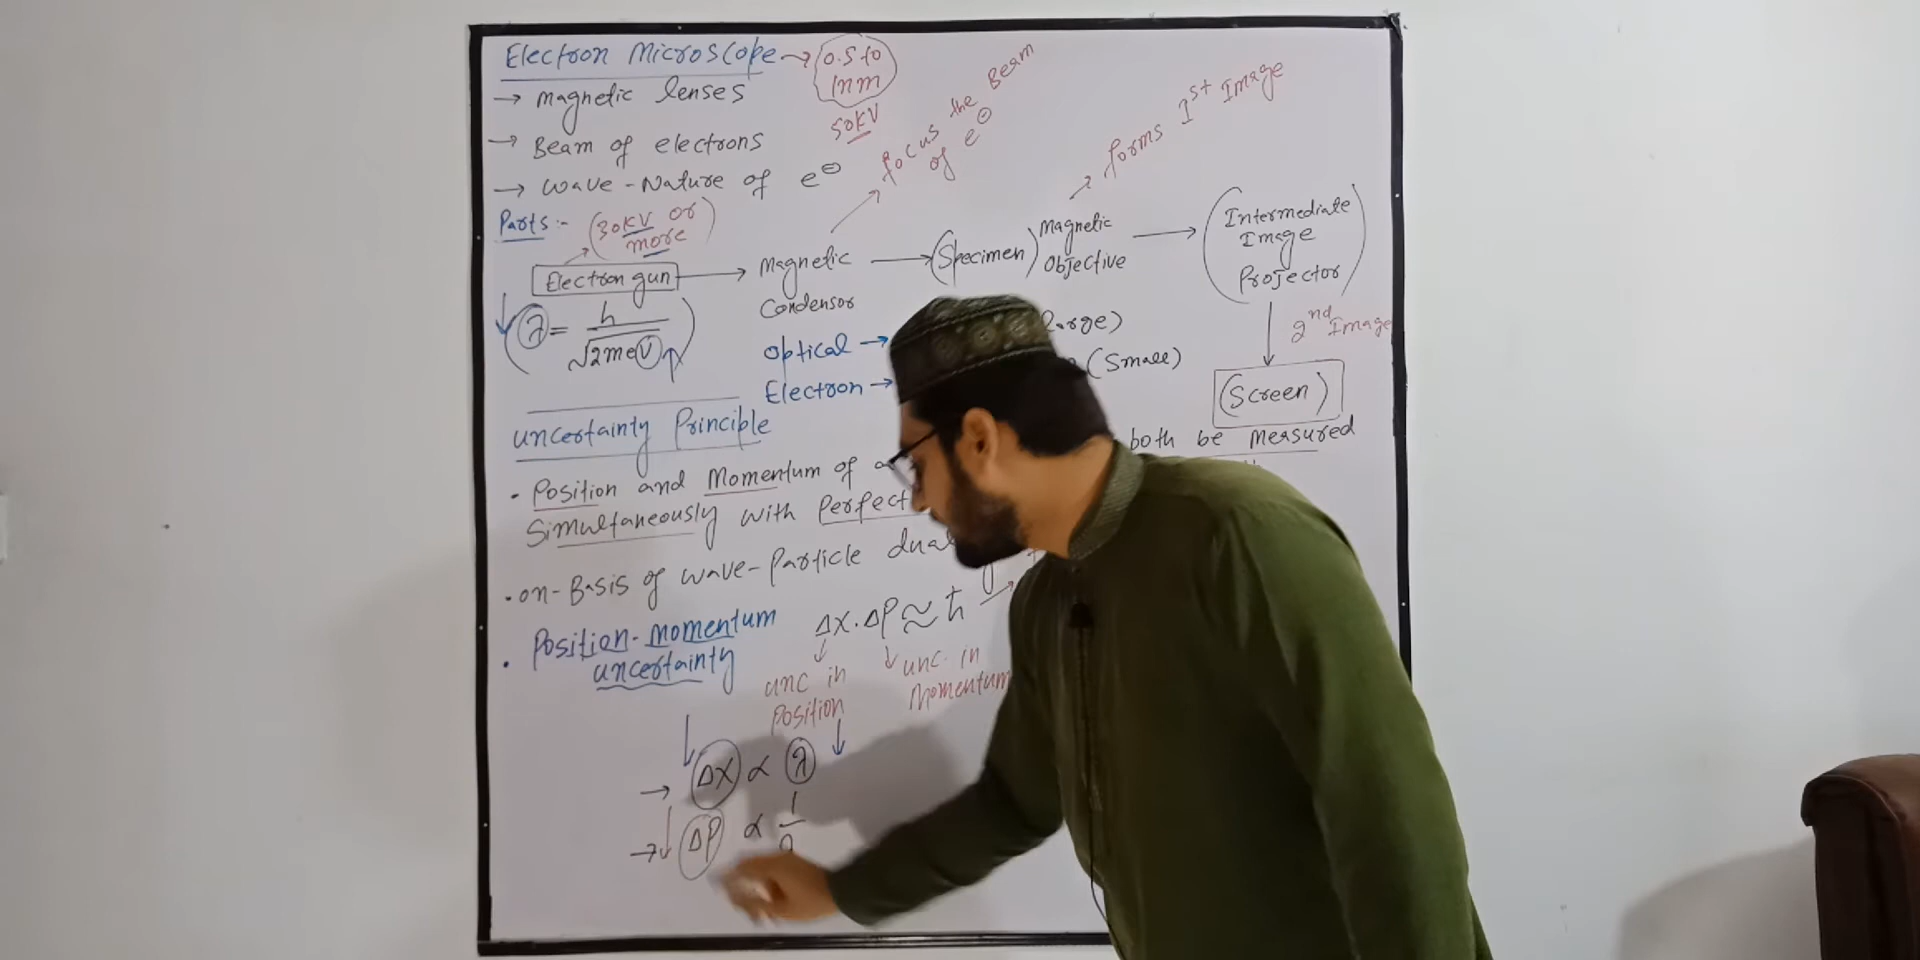 Electron Microscope → 0.5 to 1nm
50KV
→ Magnetic lenses
→ Beam of electrons
→ Wave-Nature of e⊖
focus the Beam of e⊖
forms 1st Image
Parts:- (30KV or more)
Electron gun → Magnetic Condensor → (Specimen) Magnetic Objective → (Intermediate Image Projector)
λ = h / √2meV
2nd Image
Optical →
Large)
Electron →
(Small)
(Screen)
Uncertainty Principle
• Position and Momentum of a both be Measured
Simultaneously with Perfect
• on-Basis of wave-Particle dual
• Position-Momentum Uncertainty
Δx.ΔP ≃ ħ →
unc in Position
unc. in Momentum
→ Δx ∝ λ
→ ΔP ∝ 1